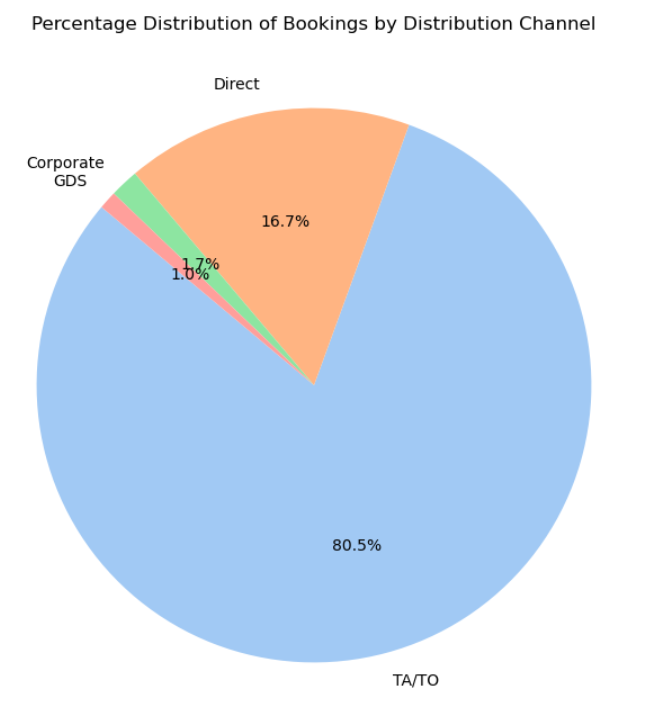 Percentage Distribution of Bookings by Distribution Channel
Direct
Corporate
GDS
16.7%
1.7%
1.0%
80.5%
TA/TO